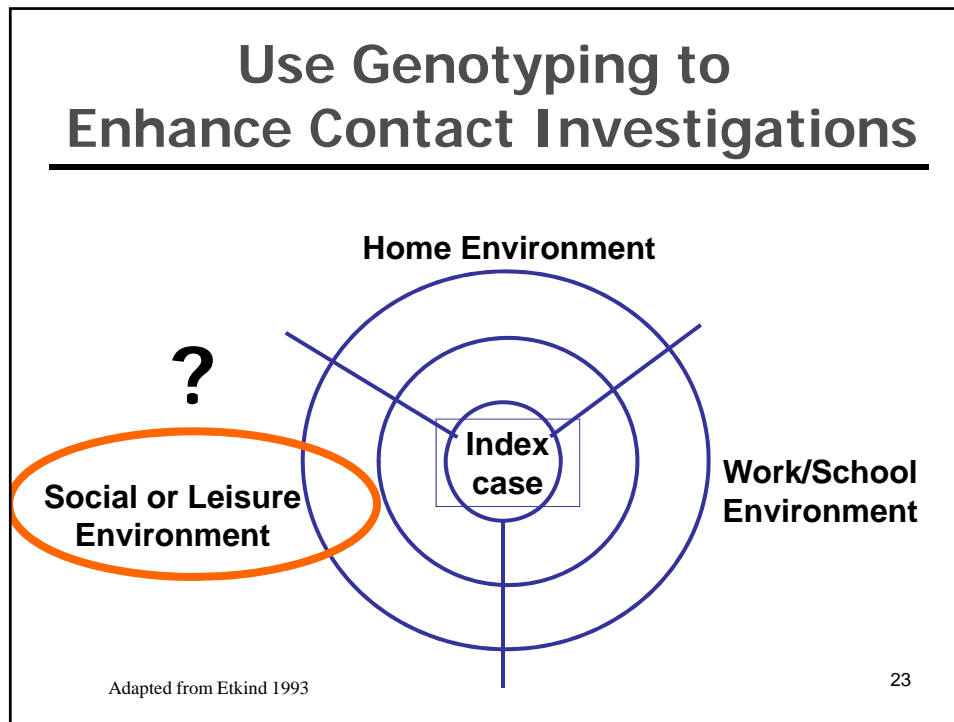 Use Genotyping to
Enhance Contact Investigations
Home Environment
?
Index
case
Social or Leisure
Environment
Work/School
Environment
Adapted from Etkind 1993
23